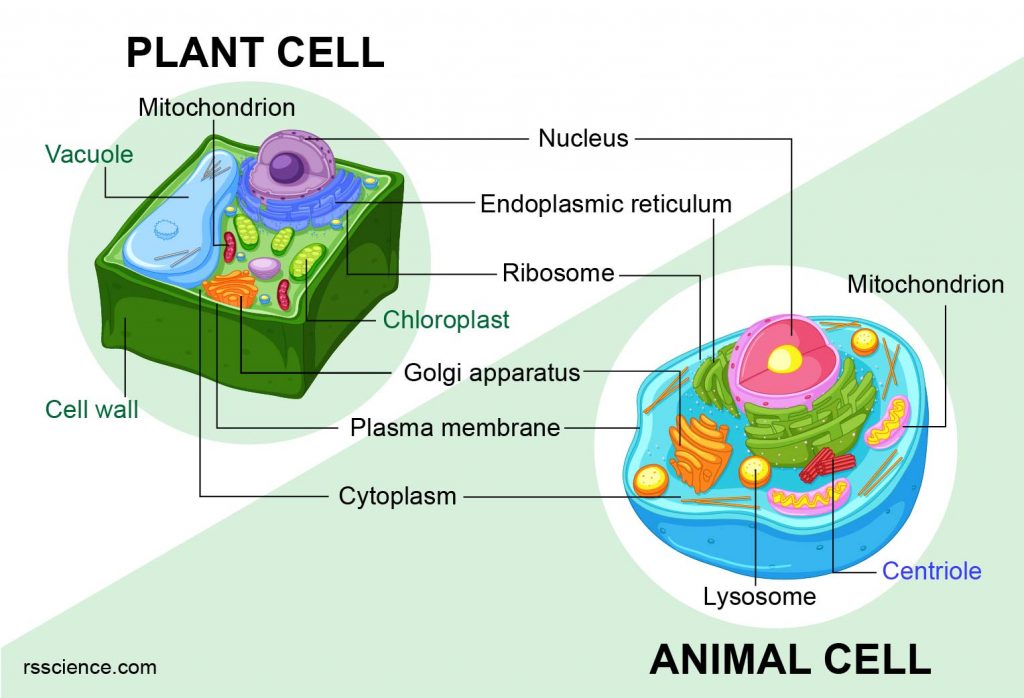 PLANT CELL
Mitochondrion
Nucleus
Vacuole
Endoplasmic reticulum
Ribosome
Mitochondrion
Chloroplast
Golgi apparatus
Cell wall
Plasma membrane
Cytoplasm
Centriole
Lysosome
ANIMAL CELL
rsscience.com